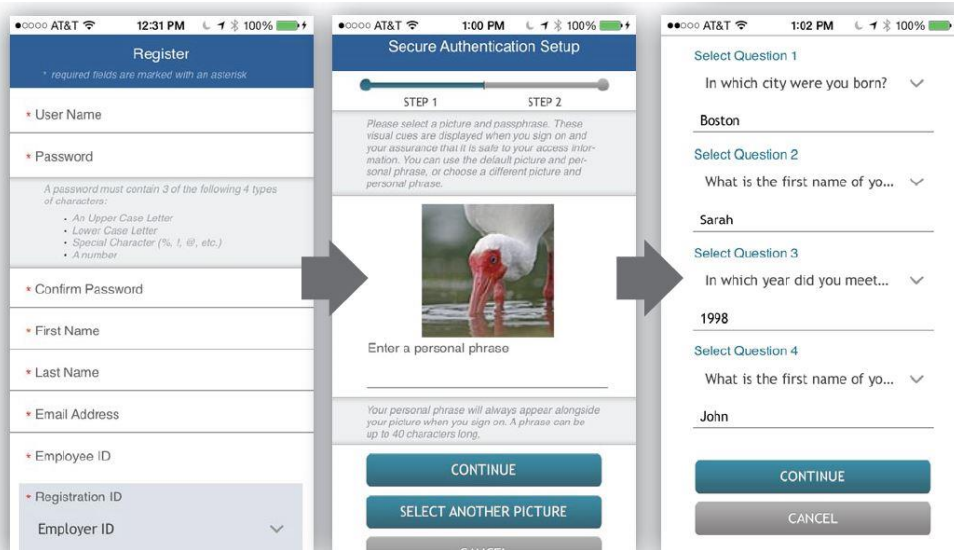 AT&T 12:31 PM 100%
Register
* required fields are marked with an asterisk
* User Name
* Password
A password must contain 3 of the following 4 types
of characters:
• An Upper Case Letter
• Lower Case Letter
• Special Character (%, !, @, etc.)
• A number
* Confirm Password
* First Name
* Last Name
* Email Address
* Employee ID
* Registration ID
Employer ID
AT&T 1:00 PM 100%
Secure Authentication Setup
STEP 1 STEP 2
Please select a picture and passphrase. These
visual cues are displayed when you sign on and
your assurance that it is safe to your access infor-
mation. You can use the default picture and per-
sonal phrase, or choose a different picture and
personal phrase.
Enter a personal phrase
Your personal phrase will always appear alongside
your picture when you sign on. A phrase can be
up to 40 characters long.
CONTINUE
SELECT ANOTHER PICTURE
CANCEL
AT&T 1:02 PM 100%
Select Question 1
In which city were you born?
Boston
Select Question 2
What is the first name of yo...
Sarah
Select Question 3
In which year did you meet...
1998
Select Question 4
What is the first name of yo...
John
CONTINUE
CANCEL